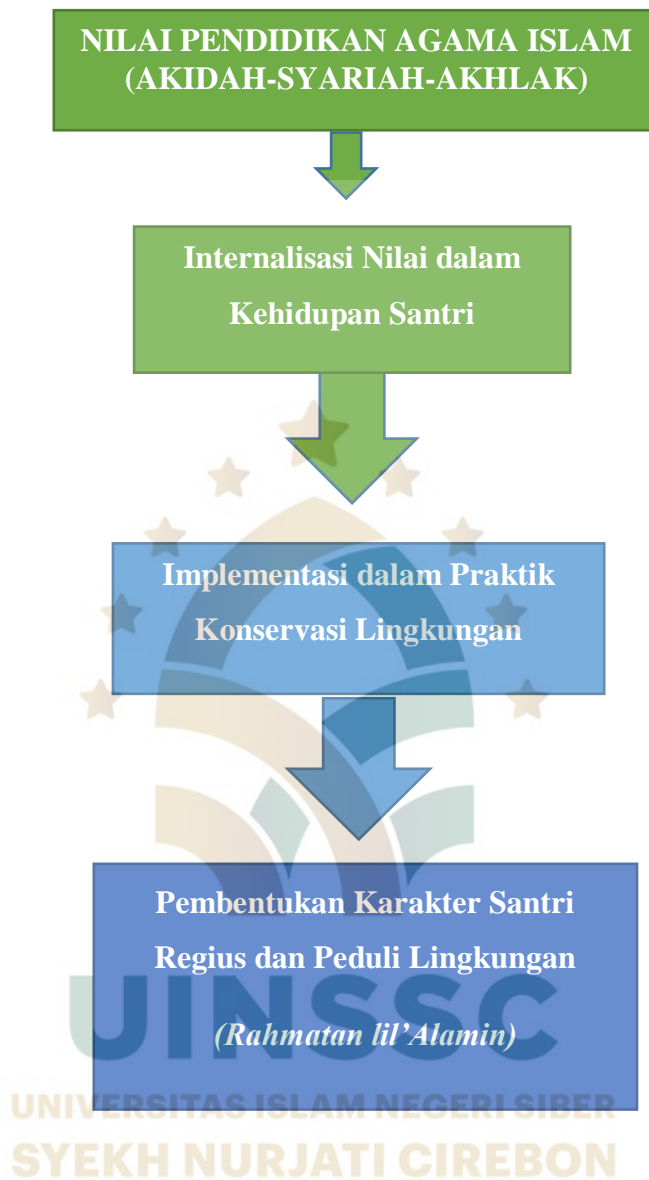 NILAI PENDIDIKAN AGAMA ISLAM
(AKIDAH-SYARIAH-AKHLAK)
Internalisasi Nilai dalam
Kehidupan Santri
Implementasi dalam Praktik
Konservasi Lingkungan
Pembentukan Karakter Santri
Regius dan Peduli Lingkungan
(Rahmatan lil’Alamin)
UINSSC
UNIVERSITAS ISLAM NEGERI SIBER
SYEKH NURJATI CIREBON